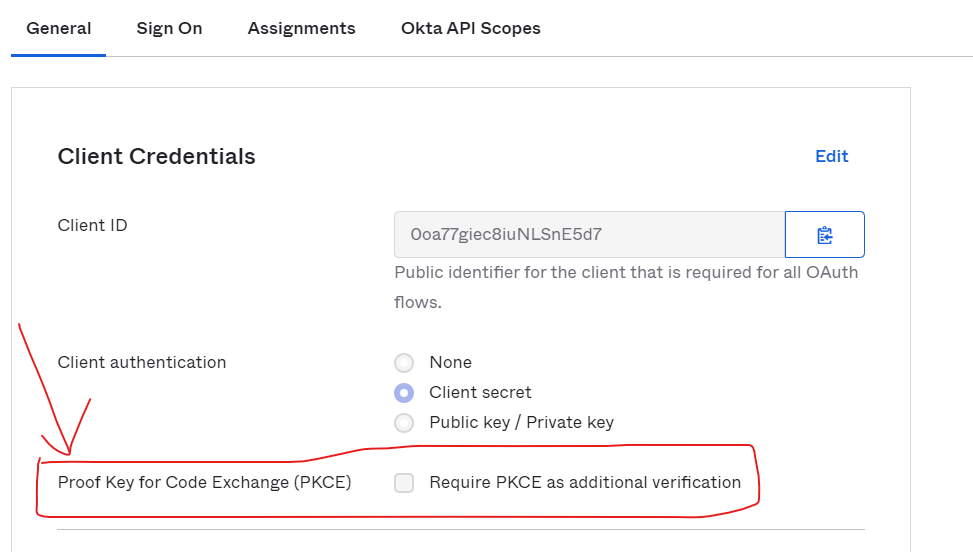 General Sign On Assignments Okta API Scopes
Client Credentials Edit
Client ID 0oa77giec8iuNLSnE5d7
Public identifier for the client that is required for all OAuth
flows.
Client authentication None
Client secret
Public key / Private key
Proof Key for Code Exchange (PKCE) Require PKCE as additional verification